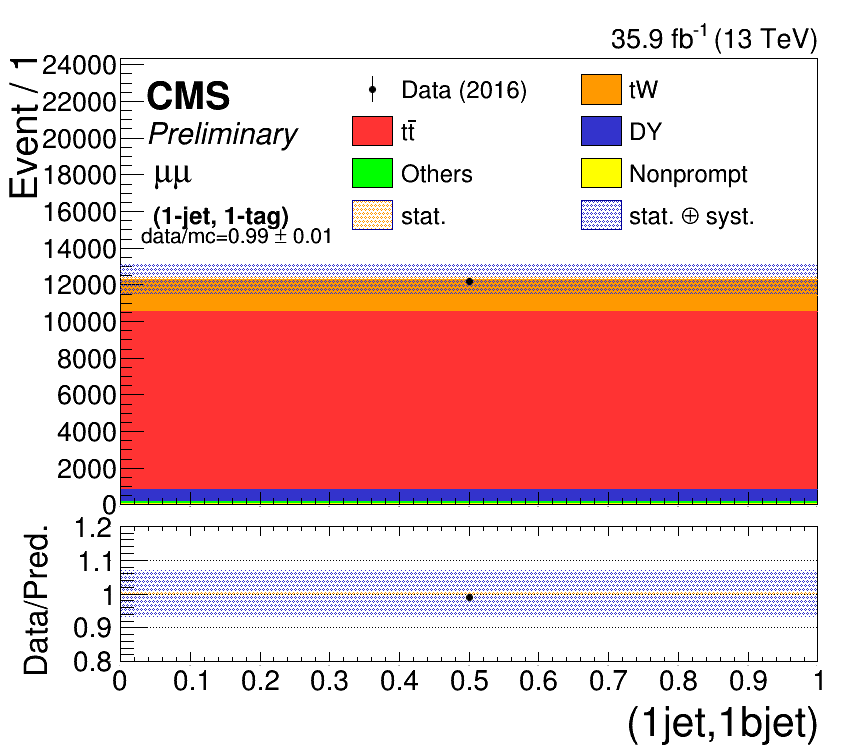 35.9 fb⁻¹ (13 TeV)
Event / 1
24000
22000
20000
18000
16000
14000
12000
10000
8000
6000
4000
2000
0
CMS
Preliminary
μμ
(1-jet, 1-tag)
data/mc=0.99 ± 0.01
Data (2016)
tW
tt̄
DY
Others
Nonprompt
stat.
stat. ⊕ syst.
Data/Pred.
1.2
1.1
1
0.9
0.8
0 0.1 0.2 0.3 0.4 0.5 0.6 0.7 0.8 0.9 1
(1jet,1bjet)